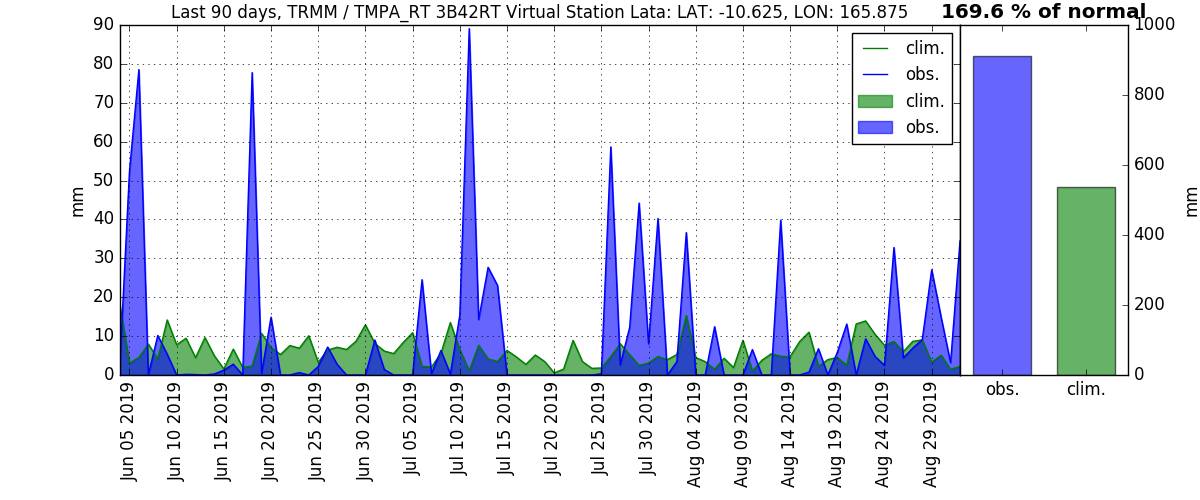 Last 90 days, TRMM / TMPA_RT 3B42RT Virtual Station Lata: LAT: -10.625, LON: 165.875
169.6 % of normal
90
80
70
60
50
40
30
20
10
0
mm
clim.
obs.
clim.
obs.
Jun 05 2019
Jun 10 2019
Jun 15 2019
Jun 20 2019
Jun 25 2019
Jun 30 2019
Jul 05 2019
Jul 10 2019
Jul 15 2019
Jul 20 2019
Jul 25 2019
Jul 30 2019
Aug 04 2019
Aug 09 2019
Aug 14 2019
Aug 19 2019
Aug 24 2019
Aug 29 2019
1000
800
600
400
200
0
mm
obs.
clim.